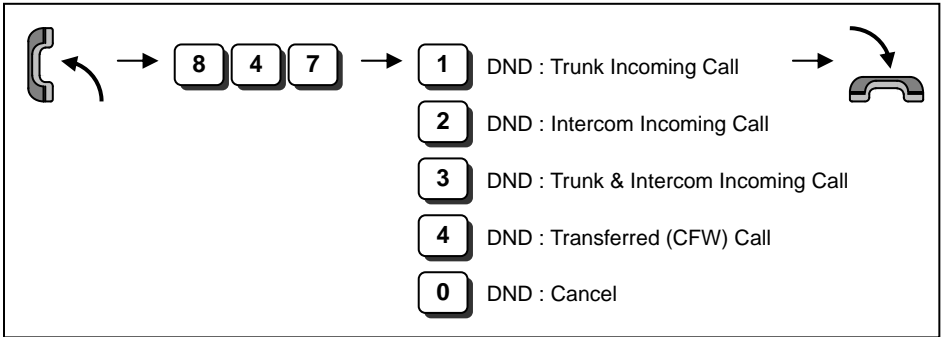 8 4 7 1 DND : Trunk Incoming Call
2 DND : Intercom Incoming Call
3 DND : Trunk & Intercom Incoming Call
4 DND : Transferred (CFW) Call
0 DND : Cancel